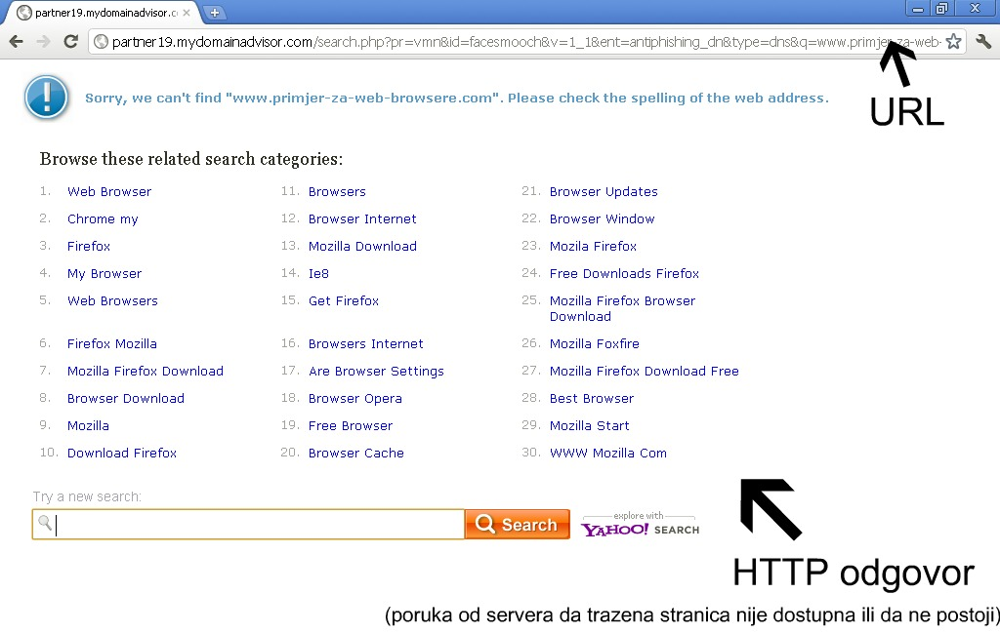 partner19.mydomainadvisor.c
partner19.mydomainadvisor.com/search.php?pr=vmn&id=facesmooch&v=1_1&ent=antiphishing_dn&type=dns&q=www.primjer-za-web-
URL
Sorry, we can't find "www.primjer-za-web-browsere.com". Please check the spelling of the web address.
Browse these related search categories:
1. Web Browser
2. Chrome my
3. Firefox
4. My Browser
5. Web Browsers
6. Firefox Mozilla
7. Mozilla Firefox Download
8. Browser Download
9. Mozilla
10. Download Firefox
11. Browsers
12. Browser Internet
13. Mozilla Download
14. Ie8
15. Get Firefox
16. Browsers Internet
17. Are Browser Settings
18. Browser Opera
19. Free Browser
20. Browser Cache
21. Browser Updates
22. Browser Window
23. Mozila Firefox
24. Free Downloads Firefox
25. Mozilla Firefox Browser
Download
26. Mozilla Foxfire
27. Mozilla Firefox Download Free
28. Best Browser
29. Mozilla Start
30. WWW Mozilla Com
Try a new search:
Search
explore with
YAHOO! SEARCH
HTTP odgovor
(poruka od servera da trazena stranica nije dostupna ili da ne postoji)